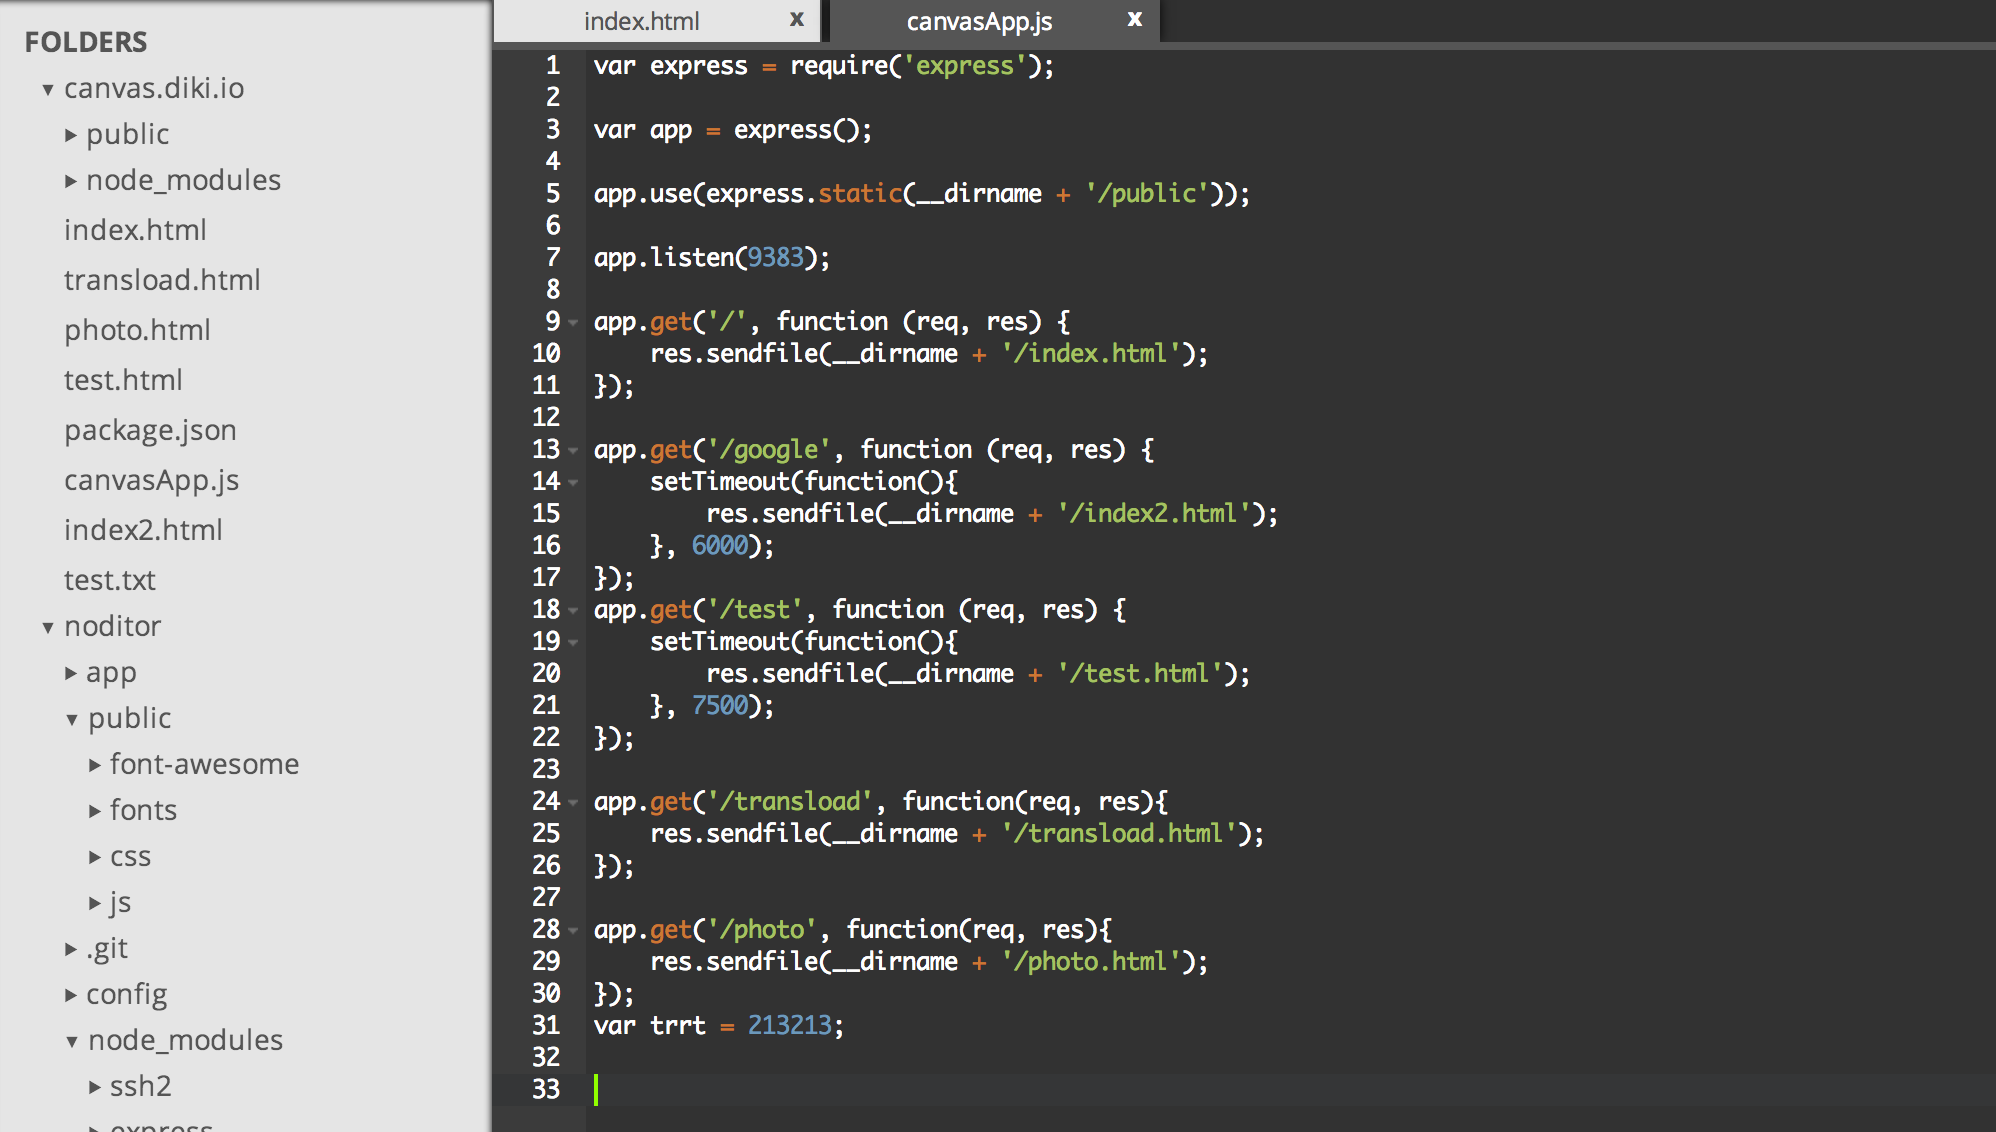 FOLDERS
canvas.diki.io
public
node_modules
index.html
transload.html
photo.html
test.html
package.json
canvasApp.js
index2.html
test.txt
noditor
app
public
font-awesome
fonts
css
js
.git
config
node_modules
ssh2
express
index.html x canvasApp.js x
1 var express = require('express');
2
3 var app = express();
4
5 app.use(express.static(__dirname + '/public'));
6
7 app.listen(9383);
8
9 app.get('/', function (req, res) {
10     res.sendfile(__dirname + '/index.html');
11 });
12
13 app.get('/google', function (req, res) {
14     setTimeout(function(){
15         res.sendfile(__dirname + '/index2.html');
16     }, 6000);
17 });
18 app.get('/test', function (req, res) {
19     setTimeout(function(){
20         res.sendfile(__dirname + '/test.html');
21     }, 7500);
22 });
23
24 app.get('/transload', function(req, res){
25     res.sendfile(__dirname + '/transload.html');
26 });
27
28 app.get('/photo', function(req, res){
29     res.sendfile(__dirname + '/photo.html');
30 });
31 var trrt = 213213;
32
33